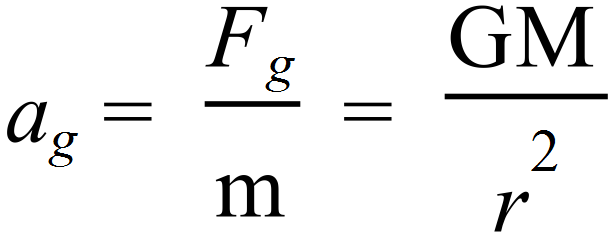 a_g = F_g / m = GM / r^2